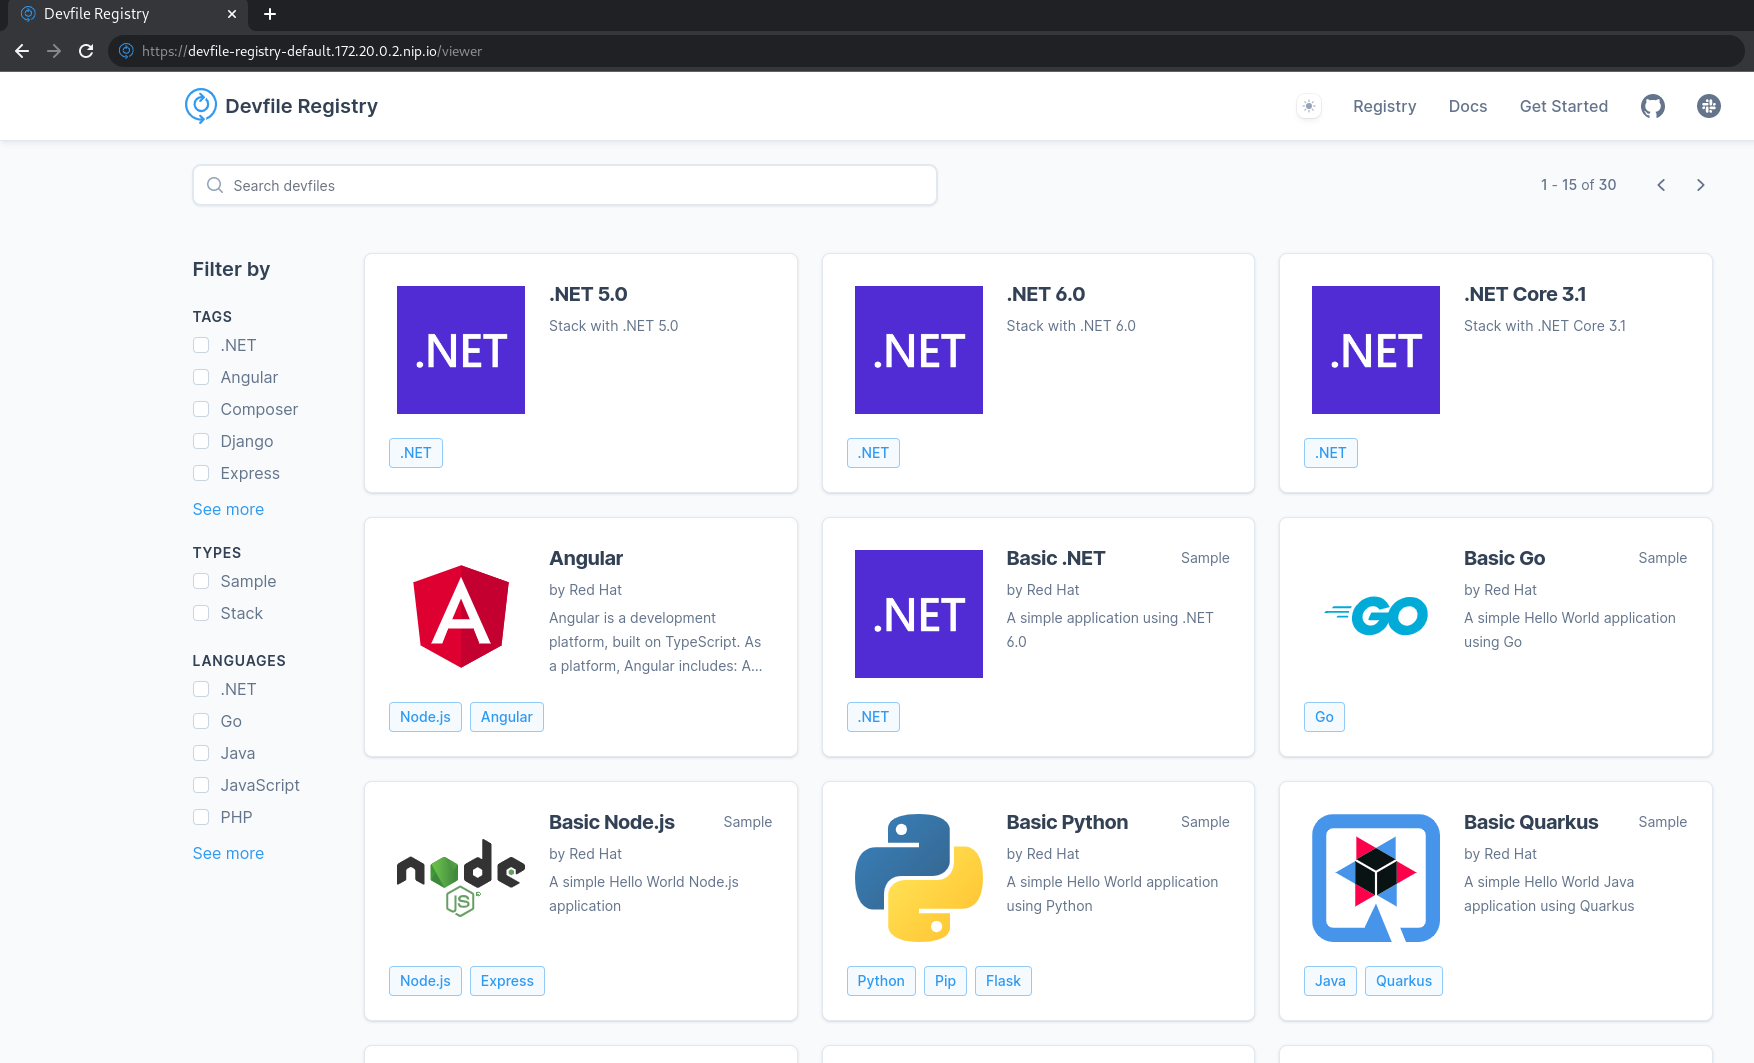 Devfile Registry
https://devfile-registry-default.172.20.0.2.nip.io/viewer
Devfile Registry
Registry
Docs
Get Started
Search devfiles
1 - 15 of 30
Filter by
TAGS
.NET
Angular
Composer
Django
Express
See more
TYPES
Sample
Stack
LANGUAGES
.NET
Go
Java
JavaScript
PHP
See more
.NET
.NET 5.0
Stack with .NET 5.0
.NET
.NET
.NET 6.0
Stack with .NET 6.0
.NET
.NET
.NET Core 3.1
Stack with .NET Core 3.1
.NET
A
Angular
by Red Hat
Angular is a development
platform, built on TypeScript. As
a platform, Angular includes: A...
Node.js
Angular
.NET
Basic .NET
Sample
by Red Hat
A simple application using .NET
6.0
.NET
GO
Basic Go
Sample
by Red Hat
A simple Hello World application
using Go
Go
node
JS
Basic Node.js
Sample
by Red Hat
A simple Hello World Node.js
application
Node.js
Express
Basic Python
Sample
by Red Hat
A simple Hello World application
using Python
Python
Pip
Flask
Basic Quarkus
Sample
by Red Hat
A simple Hello World Java
application using Quarkus
Java
Quarkus